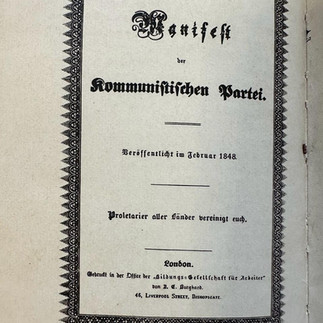 Manifest
der
Kommunistischen Partei.
Veröffentlicht im Februar 1848.
Proletarier aller Länder vereinigt euch.
London.
Gedruckt in der Office der „Bildungs-Gesellschaft für Arbeiter"
von J. E. Burghard.
46, LIVERPOOL STREET, BISHOPSGATE.